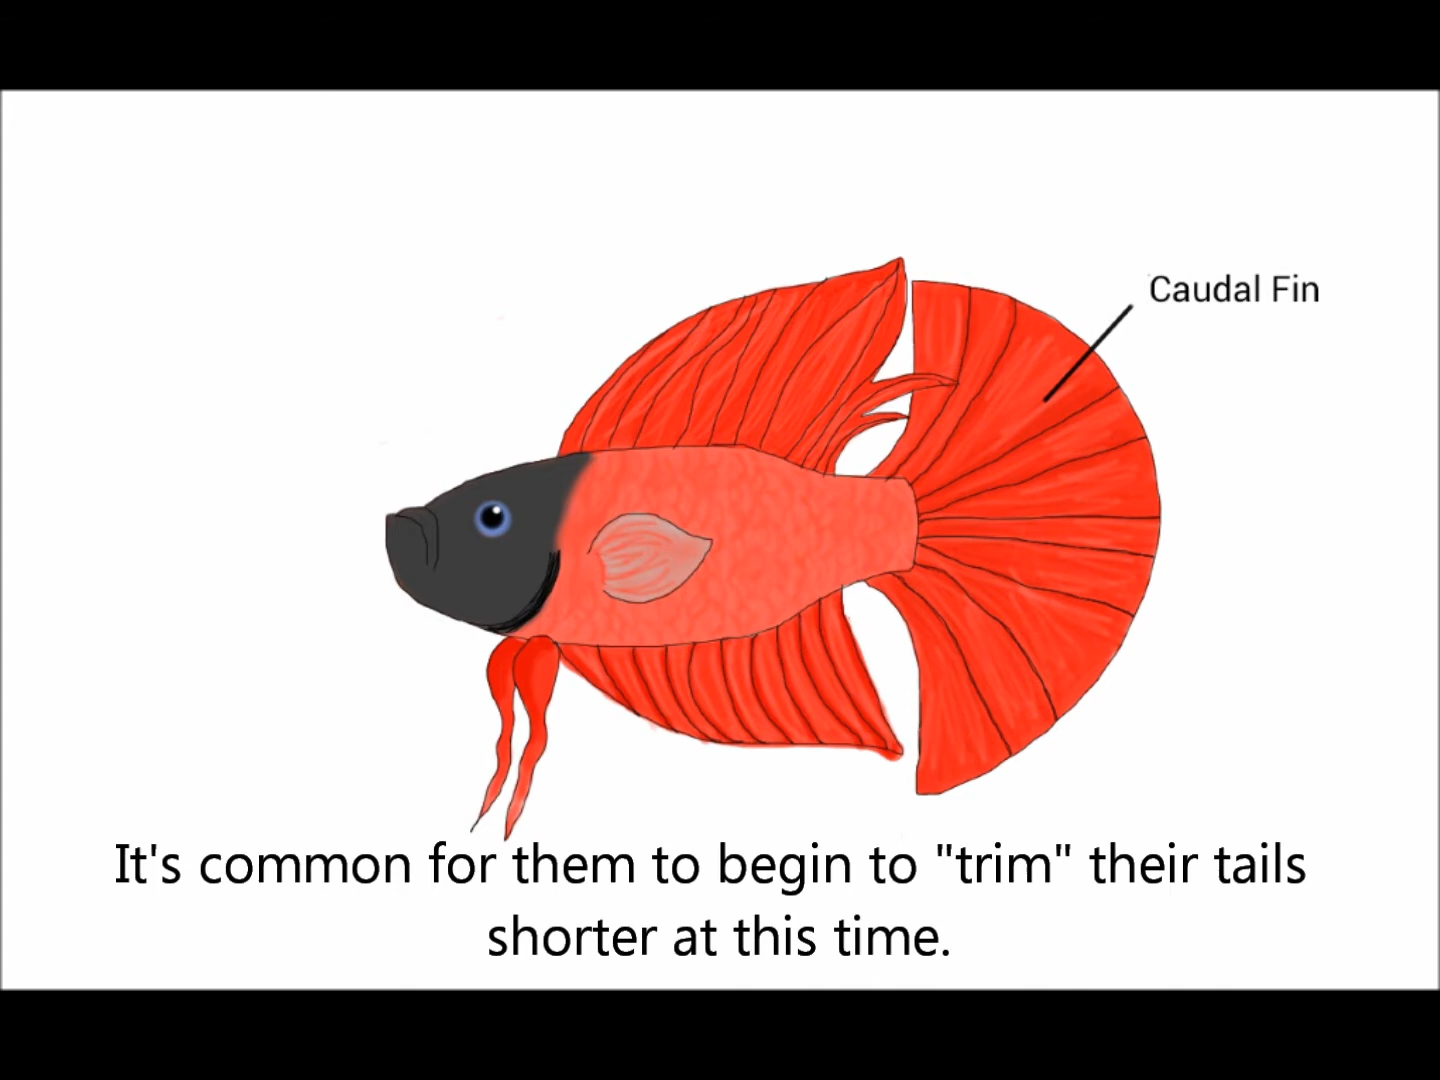 Caudal Fin
It's common for them to begin to "trim" their tails
shorter at this time.